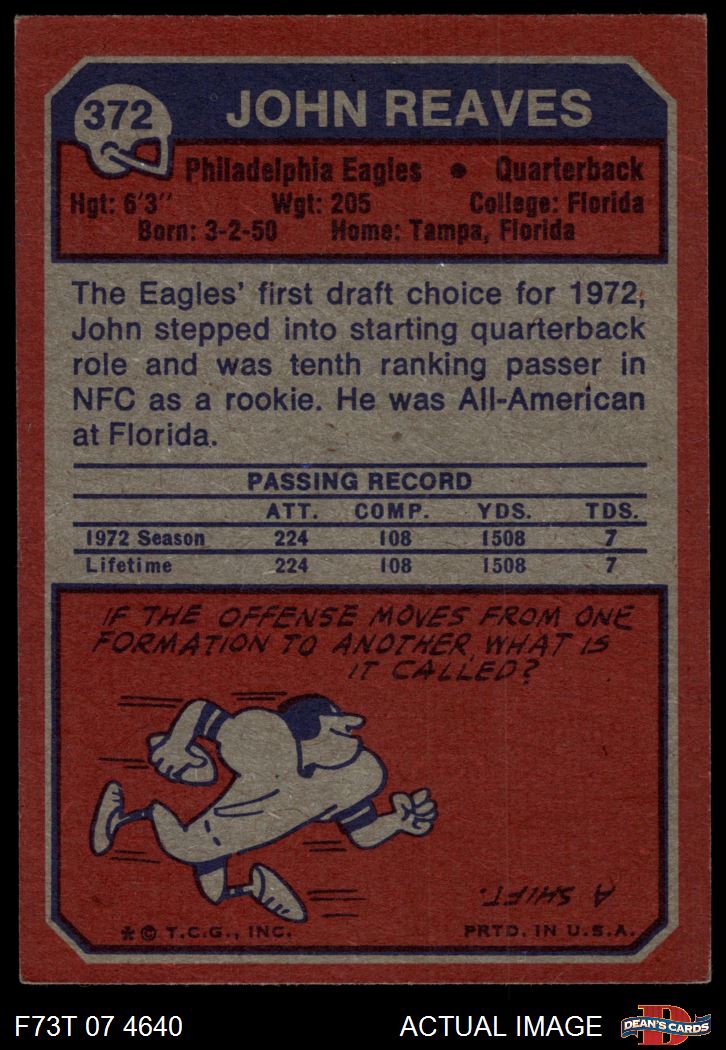 372
JOHN REAVES
Philadelphia Eagles • Quarterback
Hgt: 6'3" Wgt: 205 College: Florida
Born: 3-2-50 Home: Tampa, Florida
The Eagles' first draft choice for 1972,
John stepped into starting quarterback
role and was tenth ranking passer in
NFC as a rookie. He was All-American
at Florida.
PASSING RECORD
ATT. COMP. YDS. TDS.
1972 Season 224 108 1508 7
Lifetime 224 108 1508 7
IF THE OFFENSE MOVES FROM ONE
FORMATION TO ANOTHER, WHAT IS
IT CALLED?
A SHIFT.
*© T.C.G., INC. PRTD. IN U.S.A.
F73T 07 4640 ACTUAL IMAGE
D
DEAN'S CARDS